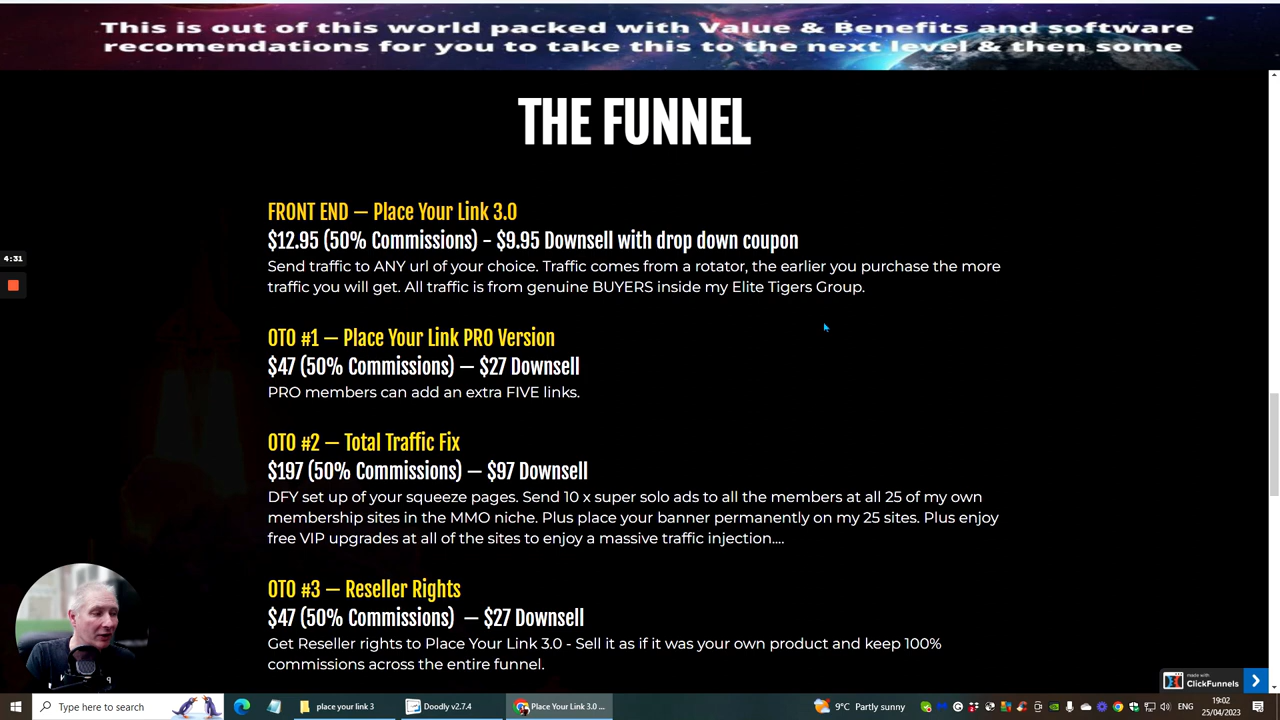 This is out of this world packed with Value & Benefits and software
recomendations for you to take this to the next level & then some
THE FUNNEL
FRONT END — Place Your Link 3.0
$12.95 (50% Commissions) - $9.95 Downsell with drop down coupon
Send traffic to ANY url of your choice. Traffic comes from a rotator, the earlier you purchase the more
traffic you will get. All traffic is from genuine BUYERS inside my Elite Tigers Group.
4:31
OTO #1 — Place Your Link PRO Version
$47 (50% Commissions) — $27 Downsell
PRO members can add an extra FIVE links.
OTO #2 — Total Traffic Fix
$197 (50% Commissions) — $97 Downsell
DFY set up of your squeeze pages. Send 10 x super solo ads to all the members at all 25 of my own
membership sites in the MMO niche. Plus place your banner permanently on my 25 sites. Plus enjoy
free VIP upgrades at all of the sites to enjoy a massive traffic injection....
OTO #3 — Reseller Rights
$47 (50% Commissions) — $27 Downsell
Get Reseller rights to Place Your Link 3.0 - Sell it as if it was your own product and keep 100%
commissions across the entire funnel.
made with
ClickFunnels
Type here to search
place your link 3
Doodly v2.7.4
Place Your Link 3.0 ...
9°C Partly sunny
ENG
19:02
25/04/2023